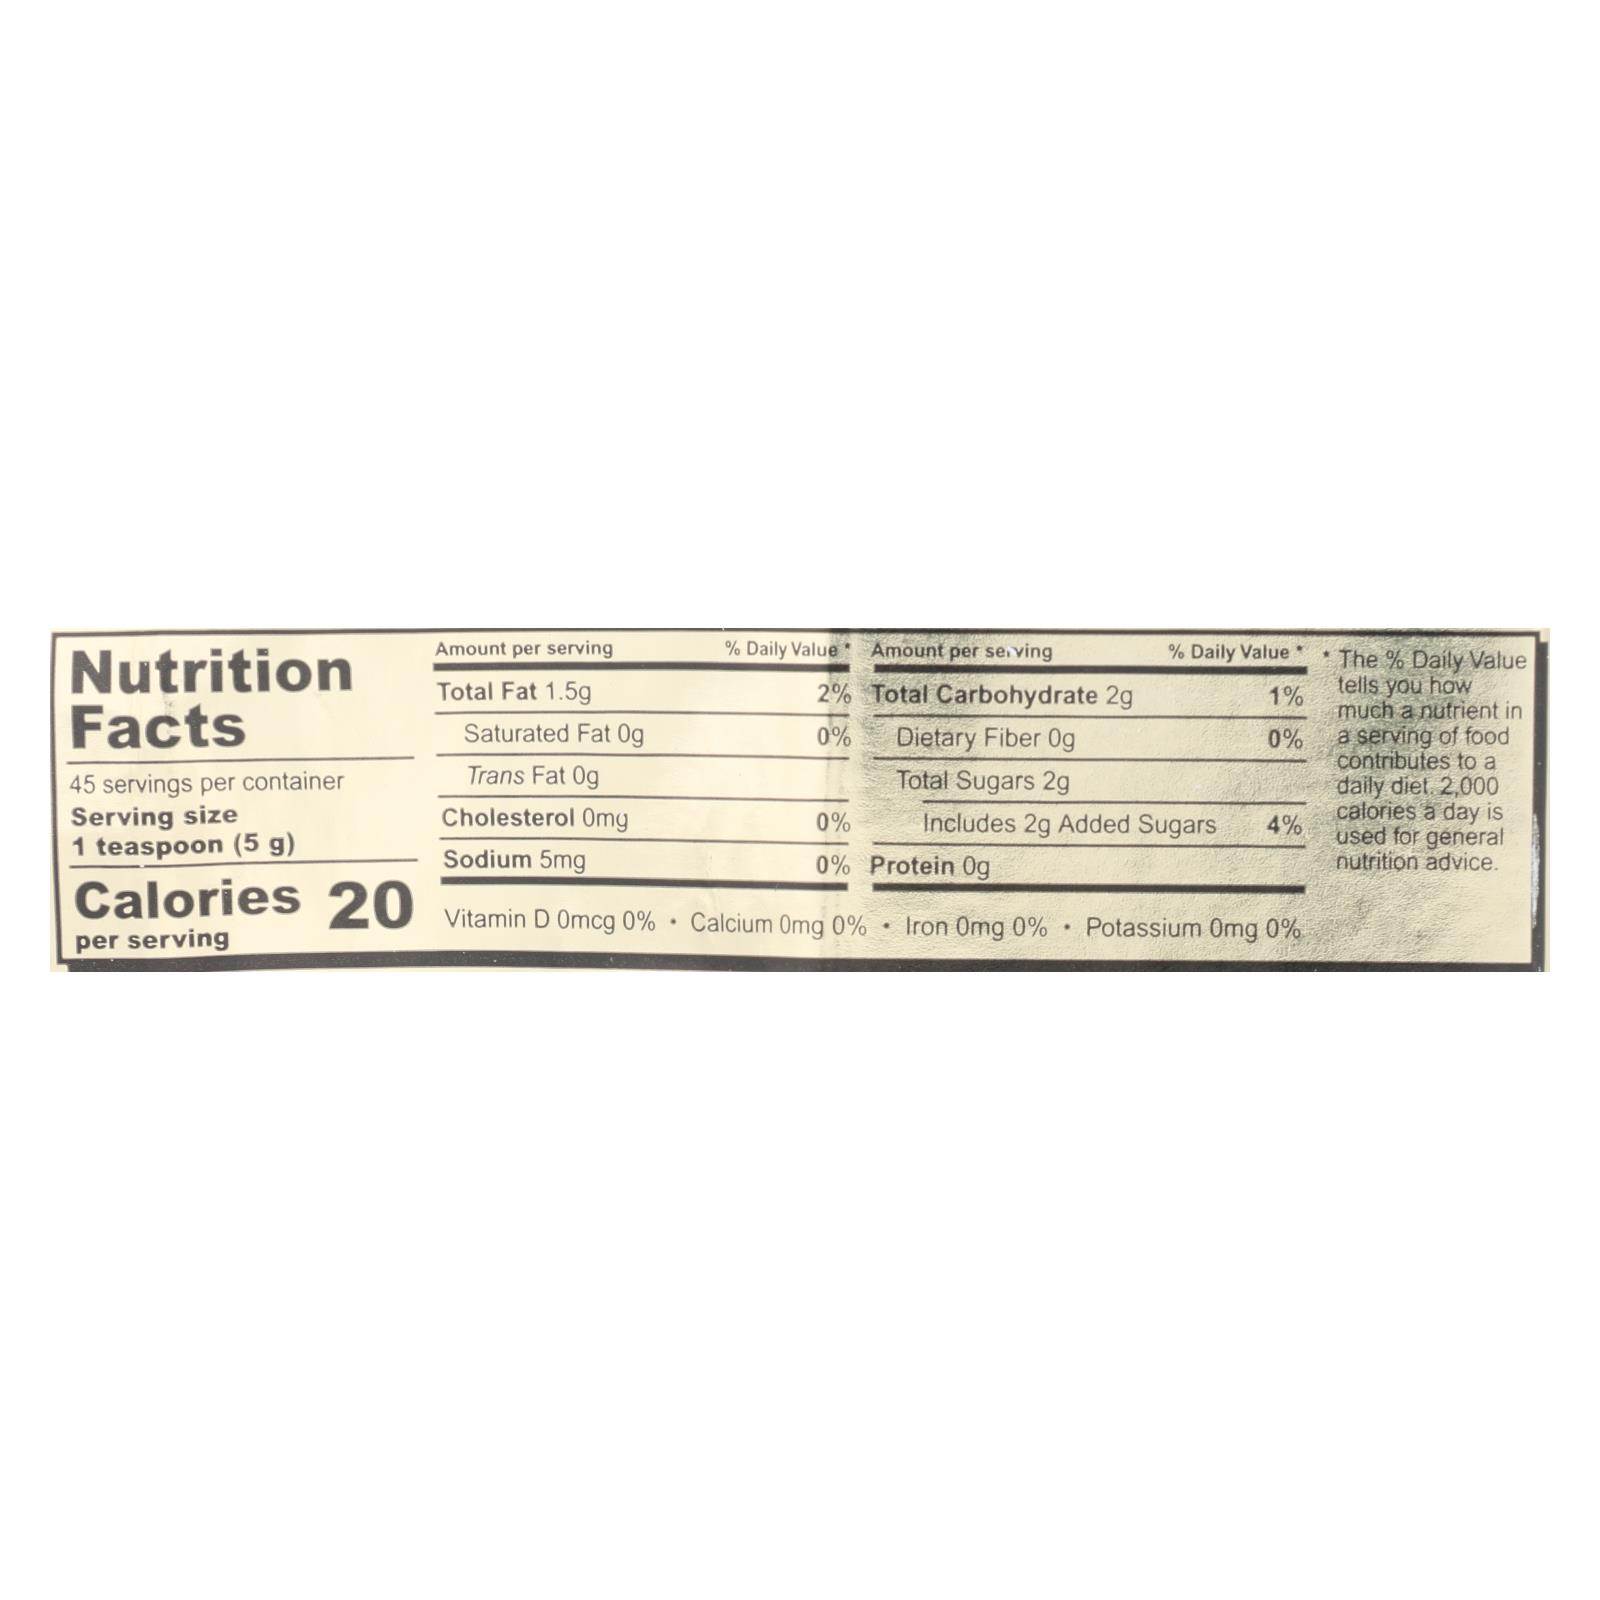 Nutrition
Facts
45 servings per container
Serving size
1 teaspoon (5 g)
Calories 20
per serving
Amount per serving % Daily Value *
Total Fat 1.5g 2%
Saturated Fat 0g 0%
Trans Fat 0g
Cholesterol 0mg 0%
Sodium 5mg 0%
Amount per serving % Daily Value *
Total Carbohydrate 2g 1%
Dietary Fiber 0g 0%
Total Sugars 2g
Includes 2g Added Sugars 4%
Protein 0g
Vitamin D 0mcg 0% • Calcium 0mg 0% • Iron 0mg 0% • Potassium 0mg 0%
* The % Daily Value
tells you how
much a nutrient in
a serving of food
contributes to a
daily diet. 2,000
calories a day is
used for general
nutrition advice.